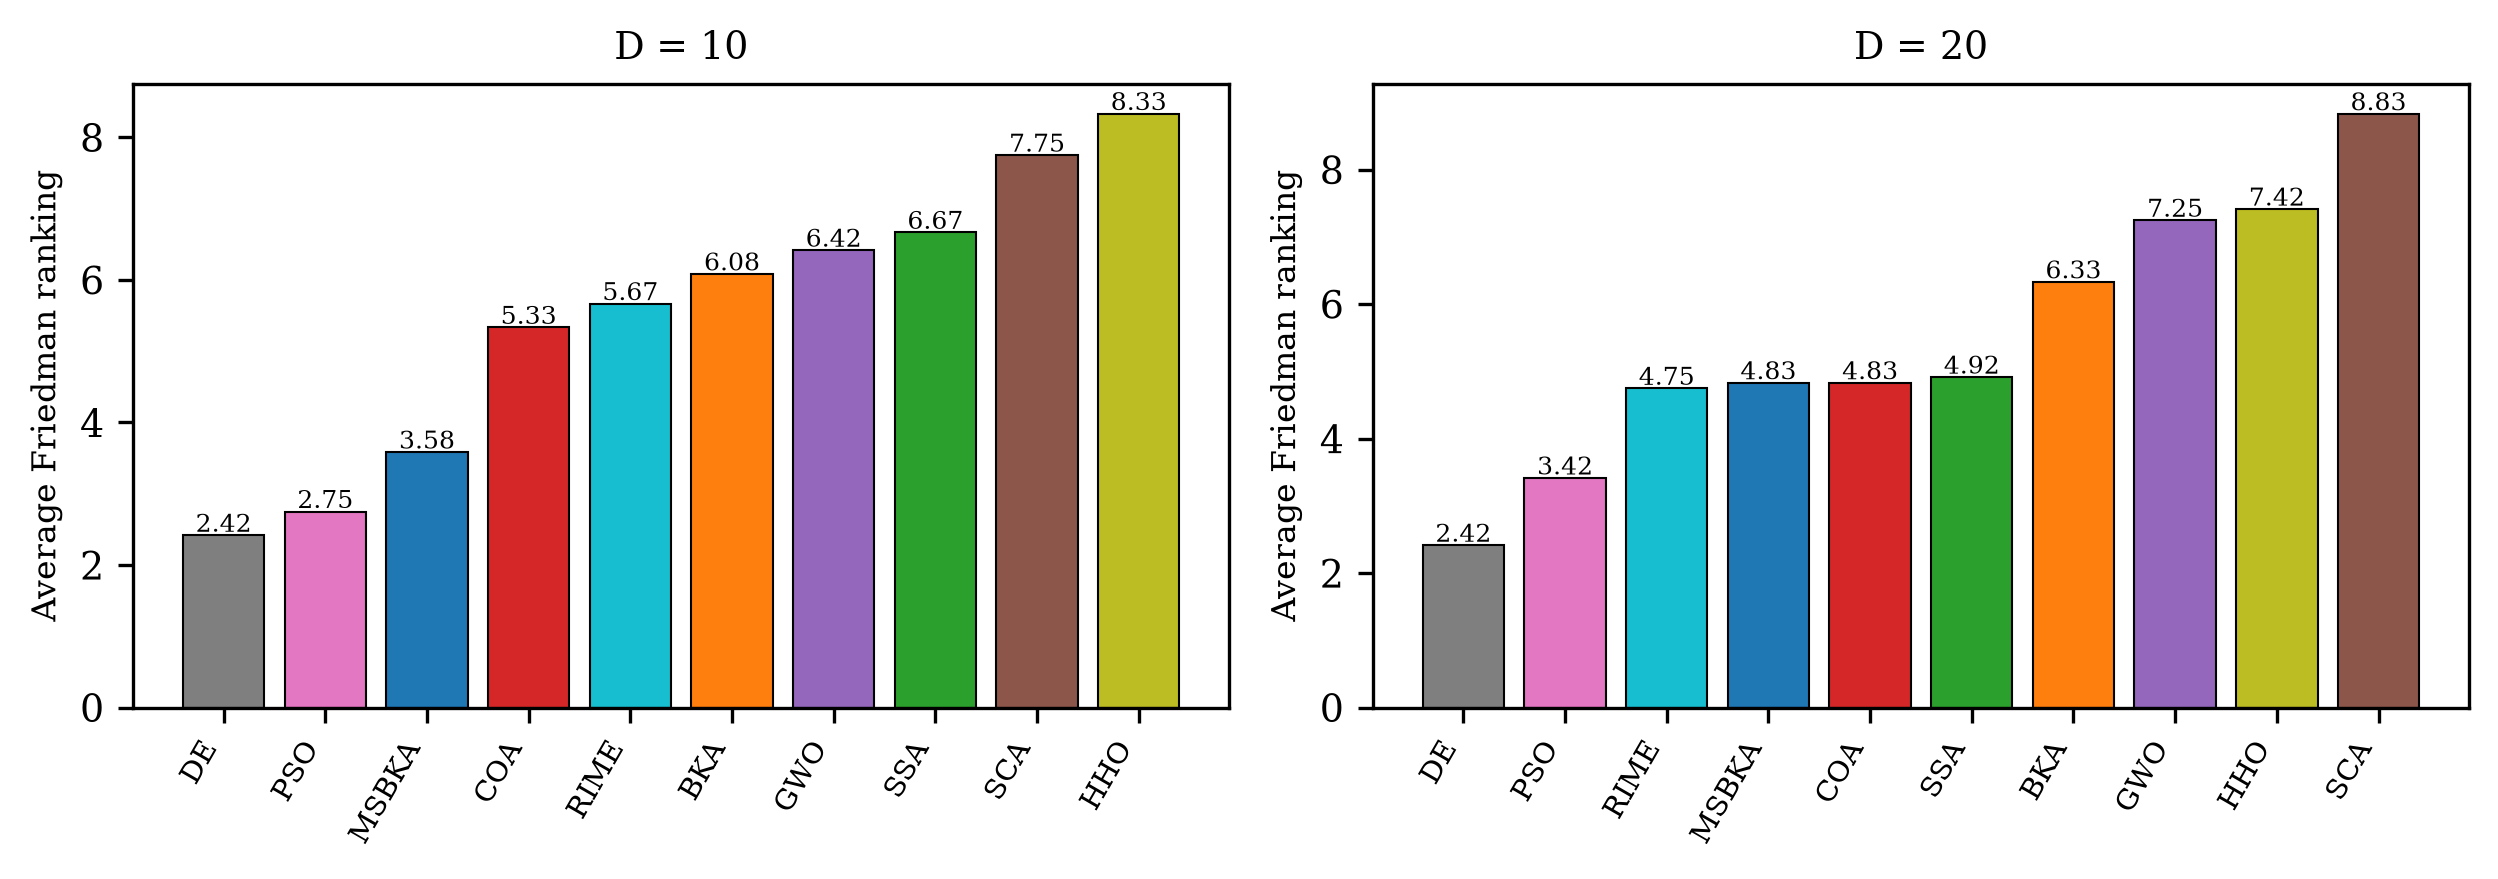 D = 10
Average Friedman ranking
8
6
4
2
0
2.42
2.75
3.58
5.33
5.67
6.08
6.42
6.67
7.75
8.33
DE
PSO
MSBKA
COA
RIME
BKA
GWO
SSA
SCA
HHO
D = 20
Average Friedman ranking
8
6
4
2
0
2.42
3.42
4.75
4.83
4.83
4.92
6.33
7.25
7.42
8.83
DE
PSO
RIME
MSBKA
COA
SSA
BKA
GWO
HHO
SCA